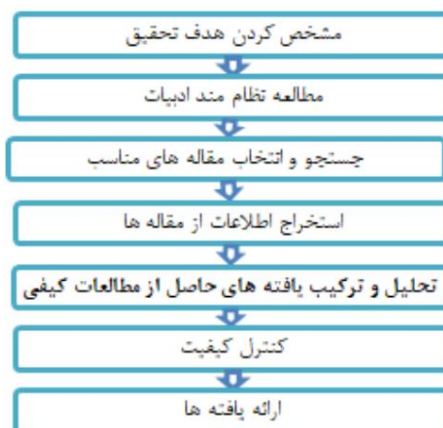 مشخص کردن هدف تحقیق
مطالعه نظام مند ادبیات
جستجو و انتخاب مقاله های مناسب
استخراج اطلاعات از مقاله ها
تحلیل و ترکیب یافته های حاصل از مطالعات کیفی
کنترل کیفیت
ارائه یافته ها